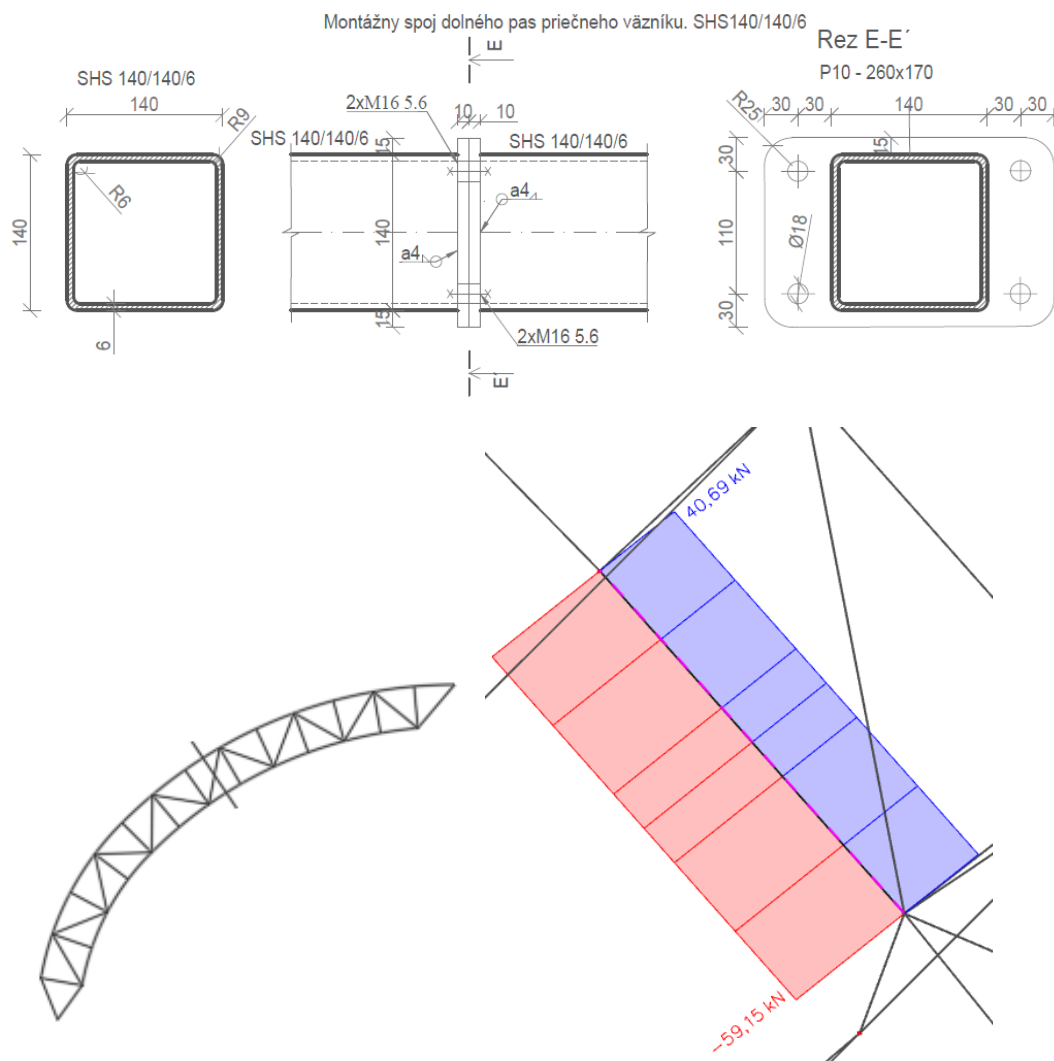 Montážny spoj dolného pas priečneho väzníku. SHS140/140/6
E
Rez E-E´
P10 - 260x170
SHS 140/140/6
140
R9
140
R6
6
2xM16 5.6
10
10
SHS 140/140/6
SHS 140/140/6
15
140
15
a4
a4
2xM16 5.6
E´
R25
30
30
140
30
30
30
110
30
15
Ø18
40,69 kN
−59,15 kN